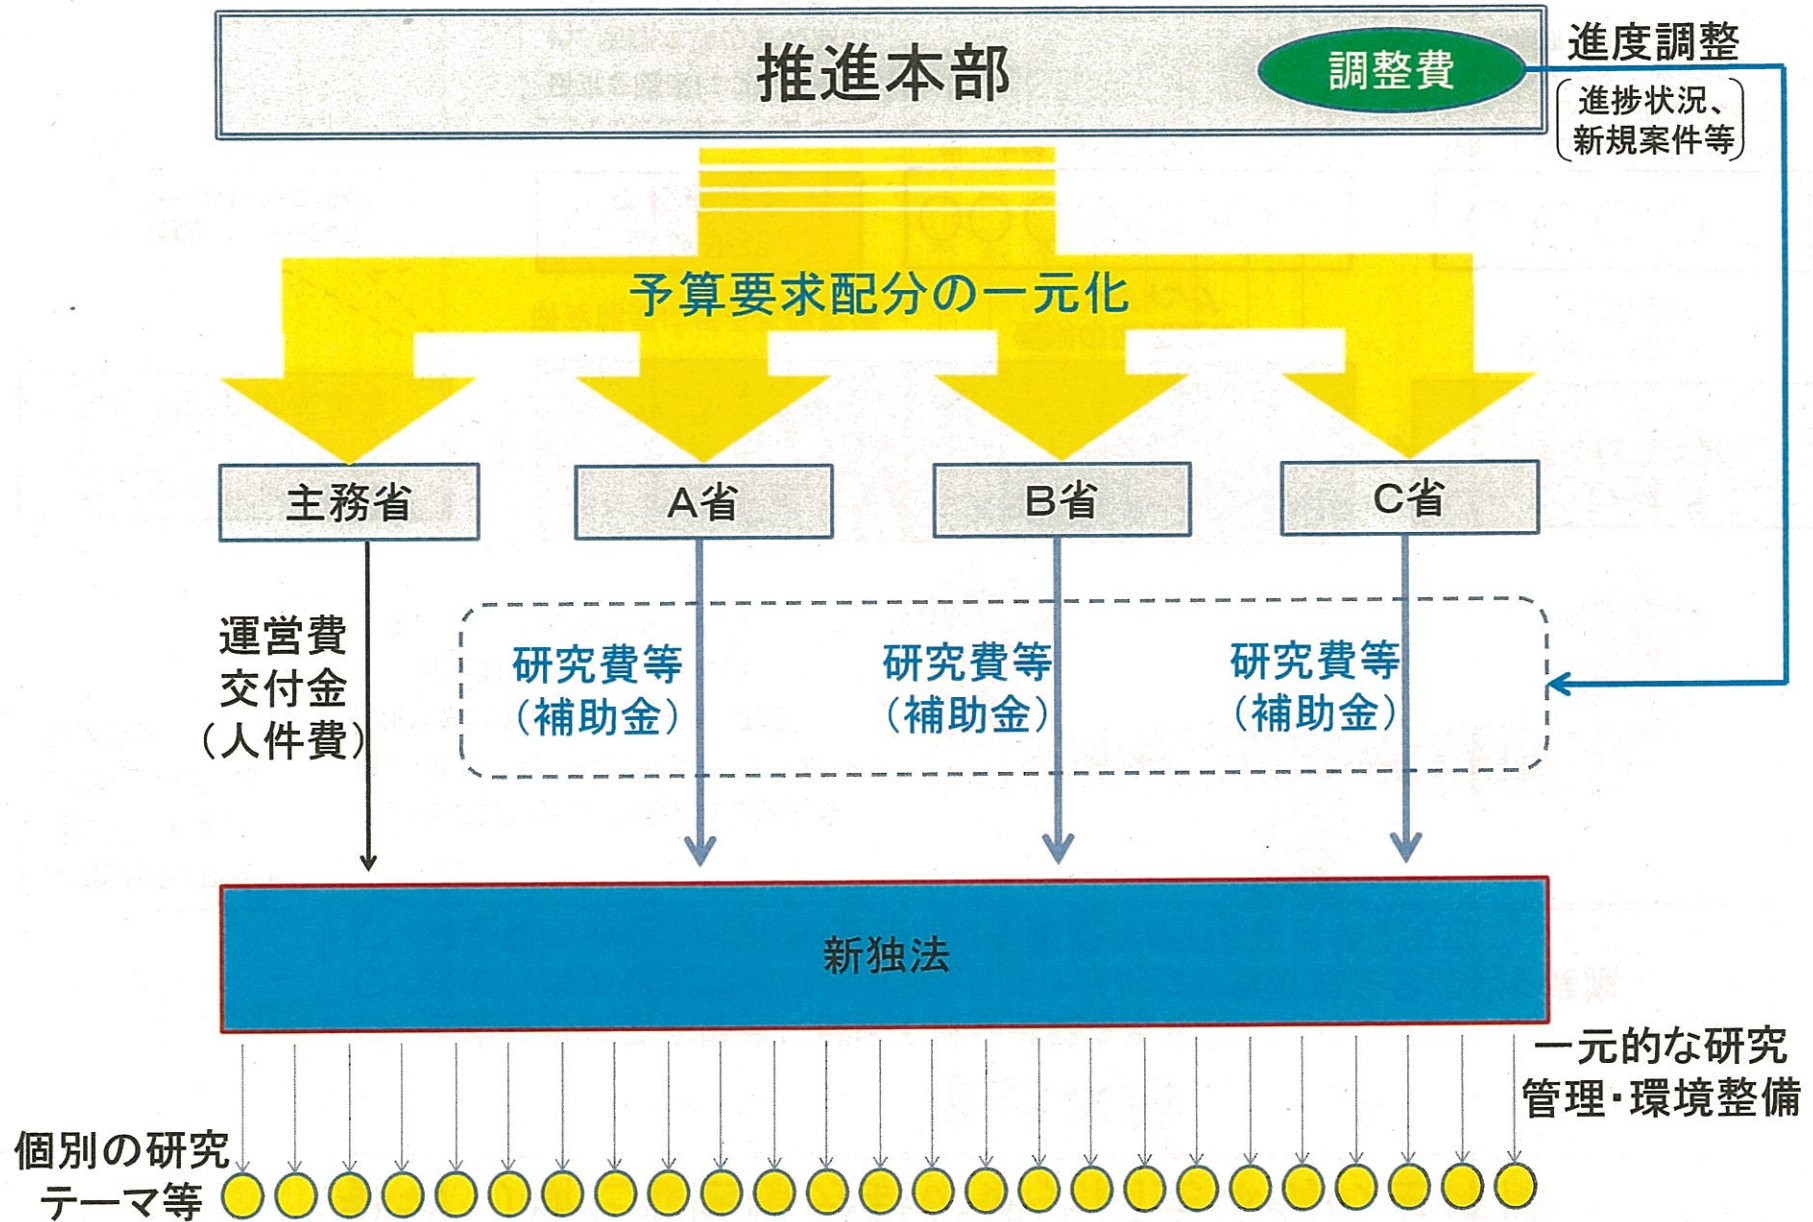 推進本部
調整費
進度調整
進捗状況、
新規案件等
予算要求配分の一元化
主務省
A省
B省
C省
運営費
交付金
(人件費)
研究費等
(補助金)
研究費等
(補助金)
研究費等
(補助金)
新独法
一元的な研究
管理・環境整備
個別の研究
テーマ等